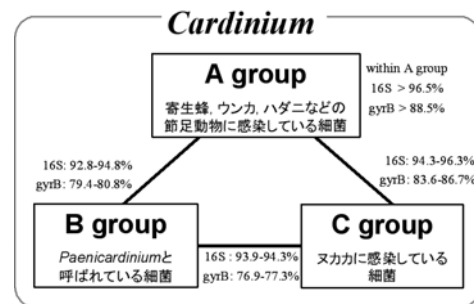 Cardinium
A group
寄生蜂, ウンカ, ハダニなどの
節足動物に感染している細菌
within A group
16S > 96.5%
gyrB > 88.5%
16S: 92.8-94.8%
gyrB: 79.4-80.8%
16S: 94.3-96.3%
gyrB: 83.6-86.7%
B group
Paenicardiniumと
呼ばれている細菌
16S: 93.9-94.3%
gyrB: 76.9-77.3%
C group
ヌカカに感染している
細菌